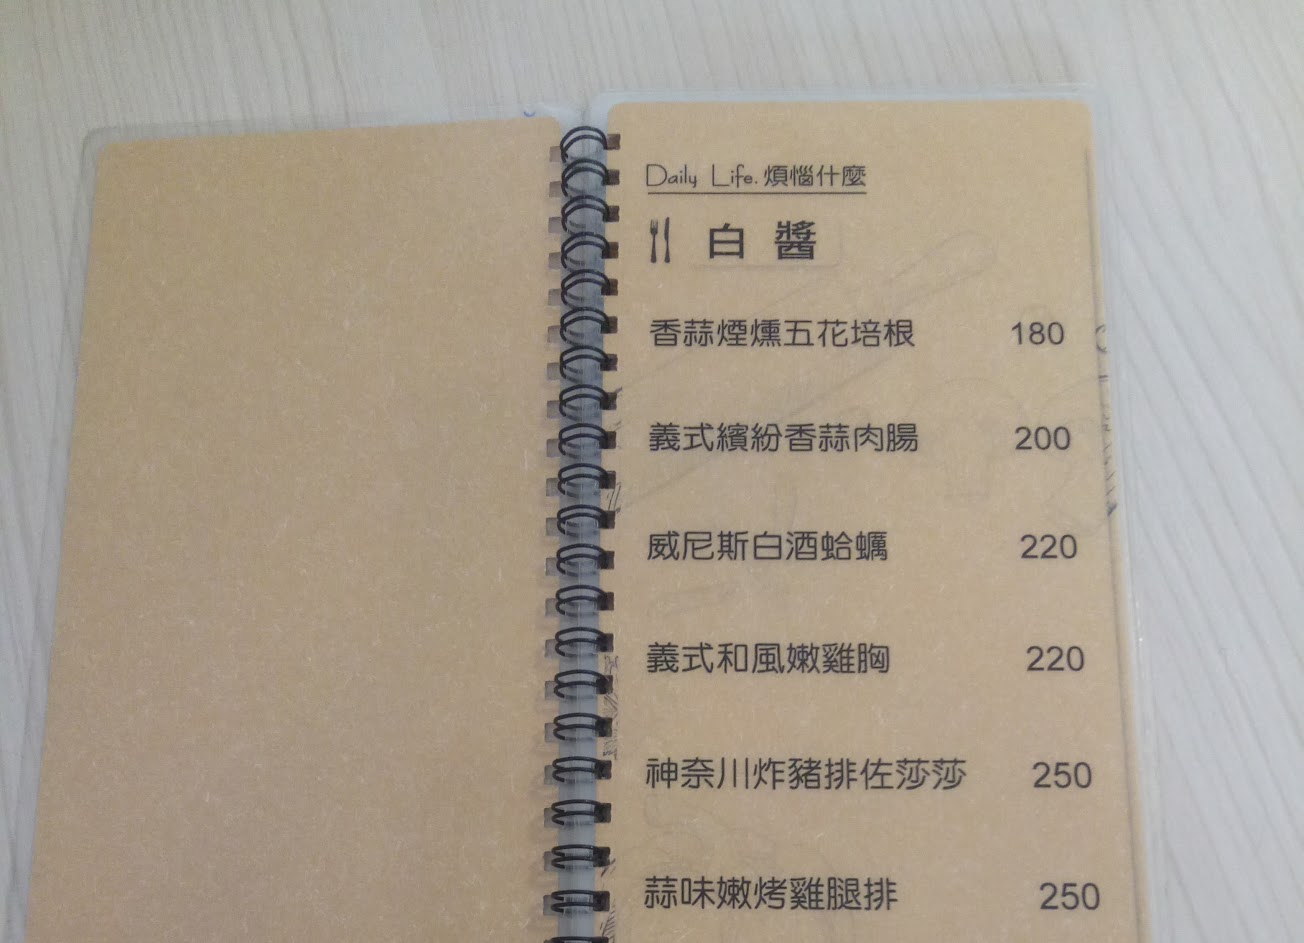 Daily Life.煩惱什麼
白醬
香蒜煙燻五花培根 180
義式繽紛香蒜肉腸 200
威尼斯白酒蛤蠣 220
義式和風嫩雞胸 220
神奈川炸豬排佐莎莎 250
蒜味嫩烤雞腿排 250